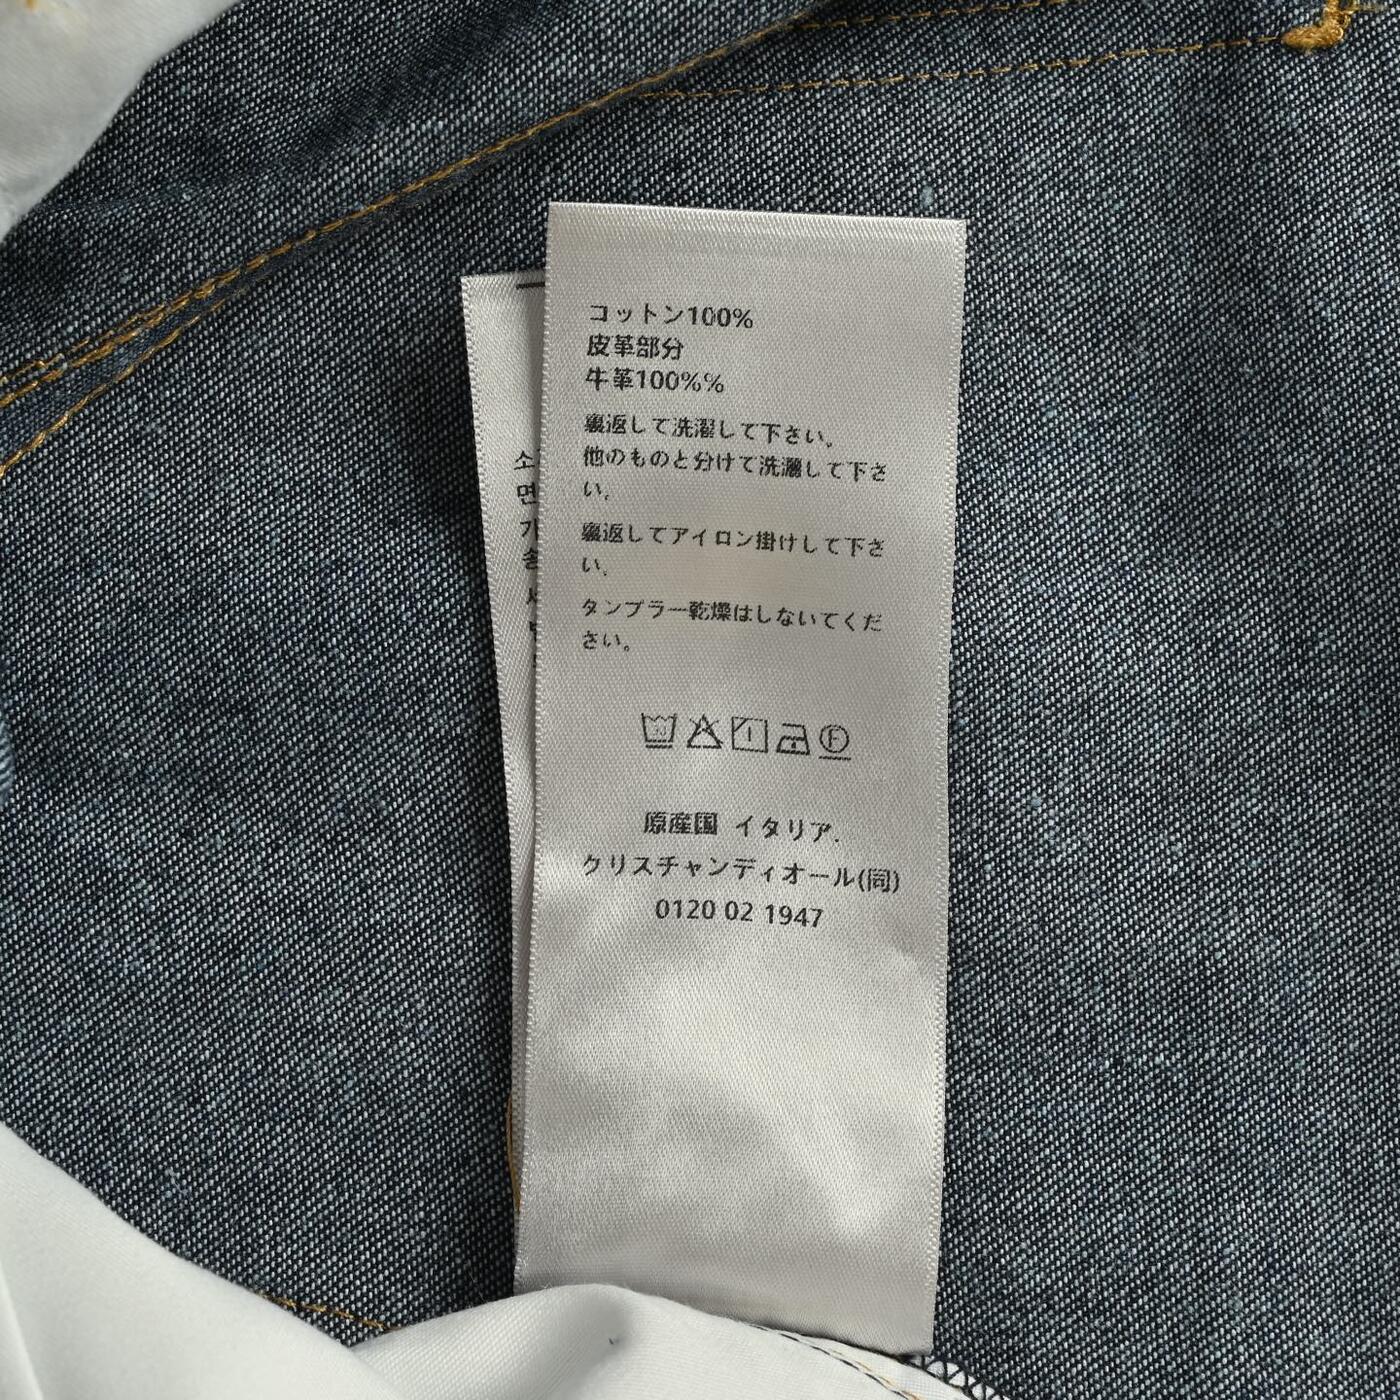 コットン100%
皮革部分
牛革100%%
裏返して洗濯して下さい。
他のものと分けて洗濯して下さ
い。
裏返してアイロン掛けして下さ
い。
タンブラー乾燥はしないてくだ
さい。
原産国 イタリア.
クリスチャンディオール(同)
0120 02 1947
면